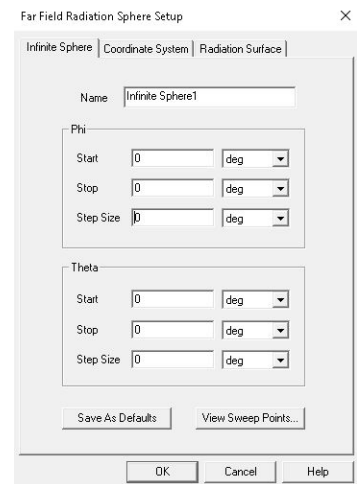 Far Field Radiation Sphere Setup
Infinite Sphere Coordinate System Radiation Surface
Name Infinite Sphere1
Phi
Start 0 deg
Stop 0 deg
Step Size 0 deg
Theta
Start 0 deg
Stop 0 deg
Step Size 0 deg
Save As Defaults View Sweep Points...
OK Cancel Help